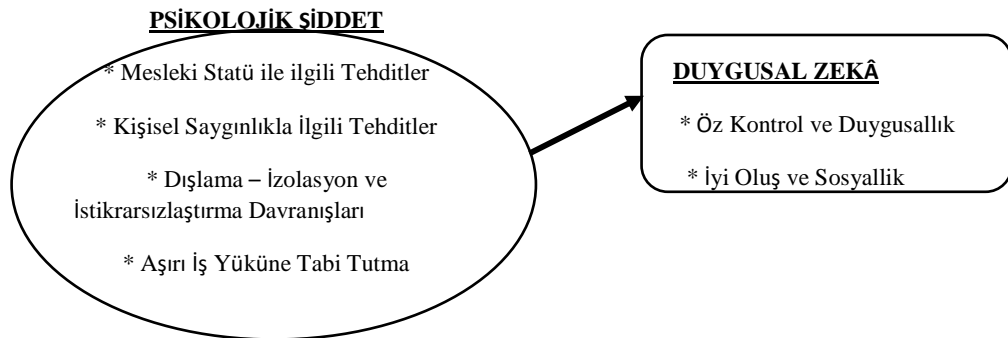 PSİKOLOJİK ŞİDDET
* Mesleki Statü ile ilgili Tehditler
* Kişisel Saygınlıkla İlgili Tehditler
* Dışlama – İzolasyon ve
İstikrarsızlaştırma Davranışları
* Aşırı İş Yüküne Tabi Tutma
DUYGUSAL ZEKÂ
* Öz Kontrol ve Duygusallık
* İyi Oluş ve Sosyallik